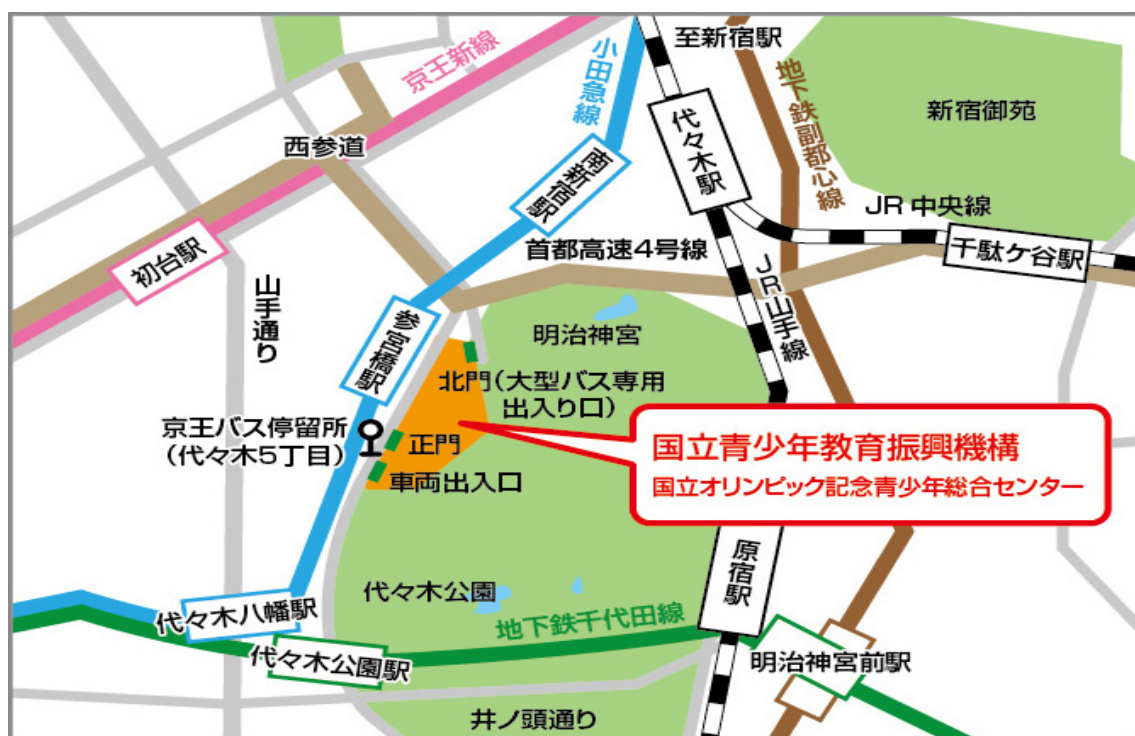 至新宿駅
京王新線
小田急線
地下鉄副都心線
新宿御苑
代々木駅
西参道
南新宿駅
JR中央線
初台駅
首都高速4号線
千駄ケ谷駅
山手通り
JR山手線
参宮橋駅
明治神宮
北門(大型バス専用
出入り口)
京王バス停留所
(代々木5丁目)
正門
車両出入口
国立青少年教育振興機構
国立オリンピック記念青少年総合センター
原宿駅
代々木公園
地下鉄千代田線
代々木八幡駅
代々木公園駅
明治神宮前駅
井ノ頭通り